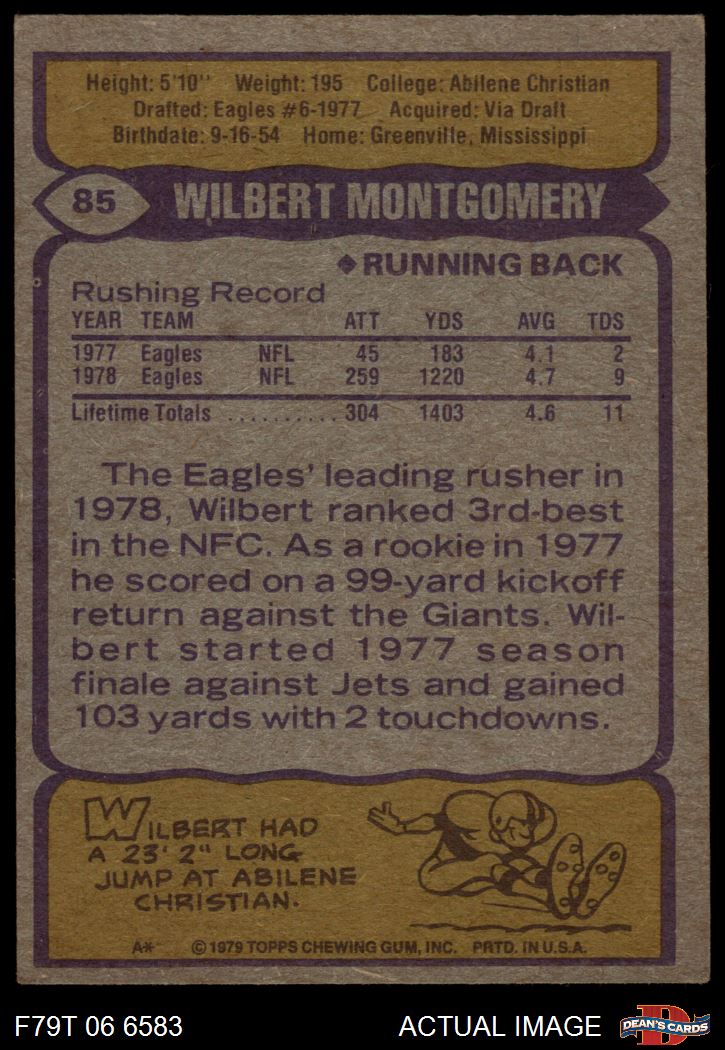 Height: 5'10" Weight: 195 College: Abilene Christian
Drafted: Eagles #6-1977 Acquired: Via Draft
Birthdate: 9-16-54 Home: Greenville, Mississippi
85 WILBERT MONTGOMERY
◆RUNNING BACK
Rushing Record
YEAR TEAM ATT YDS AVG TDS
1977 Eagles NFL 45 183 4.1 2
1978 Eagles NFL 259 1220 4.7 9
Lifetime Totals .......... 304 1403 4.6 11
The Eagles' leading rusher in
1978, Wilbert ranked 3rd-best
in the NFC. As a rookie in 1977
he scored on a 99-yard kickoff
return against the Giants. Wil-
bert started 1977 season
finale against Jets and gained
103 yards with 2 touchdowns.
WILBERT HAD
A 23' 2" LONG
JUMP AT ABILENE
CHRISTIAN.
A* © 1979 TOPPS CHEWING GUM, INC. PRTD. IN U.S.A.
F79T 06 6583 ACTUAL IMAGE D DEAN'S CARDS